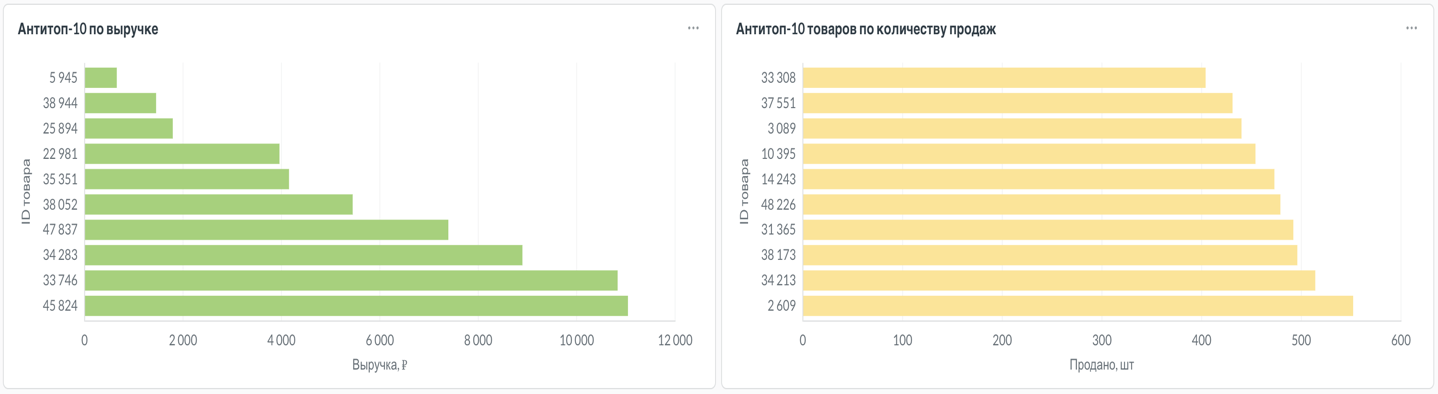 Антитоп-10 по выручке
...
5 945
38 944
25 894
22 981
35 351
38 052
47 837
34 283
33 746
45 824
ID товара
0 2 000 4 000 6 000 8 000 10 000 12 000
Выручка, ₽
Антитоп-10 товаров по количеству продаж
...
33 308
37 551
3 089
10 395
14 243
48 226
31 365
38 173
34 213
2 609
ID товара
0 100 200 300 400 500 600
Продано, шт